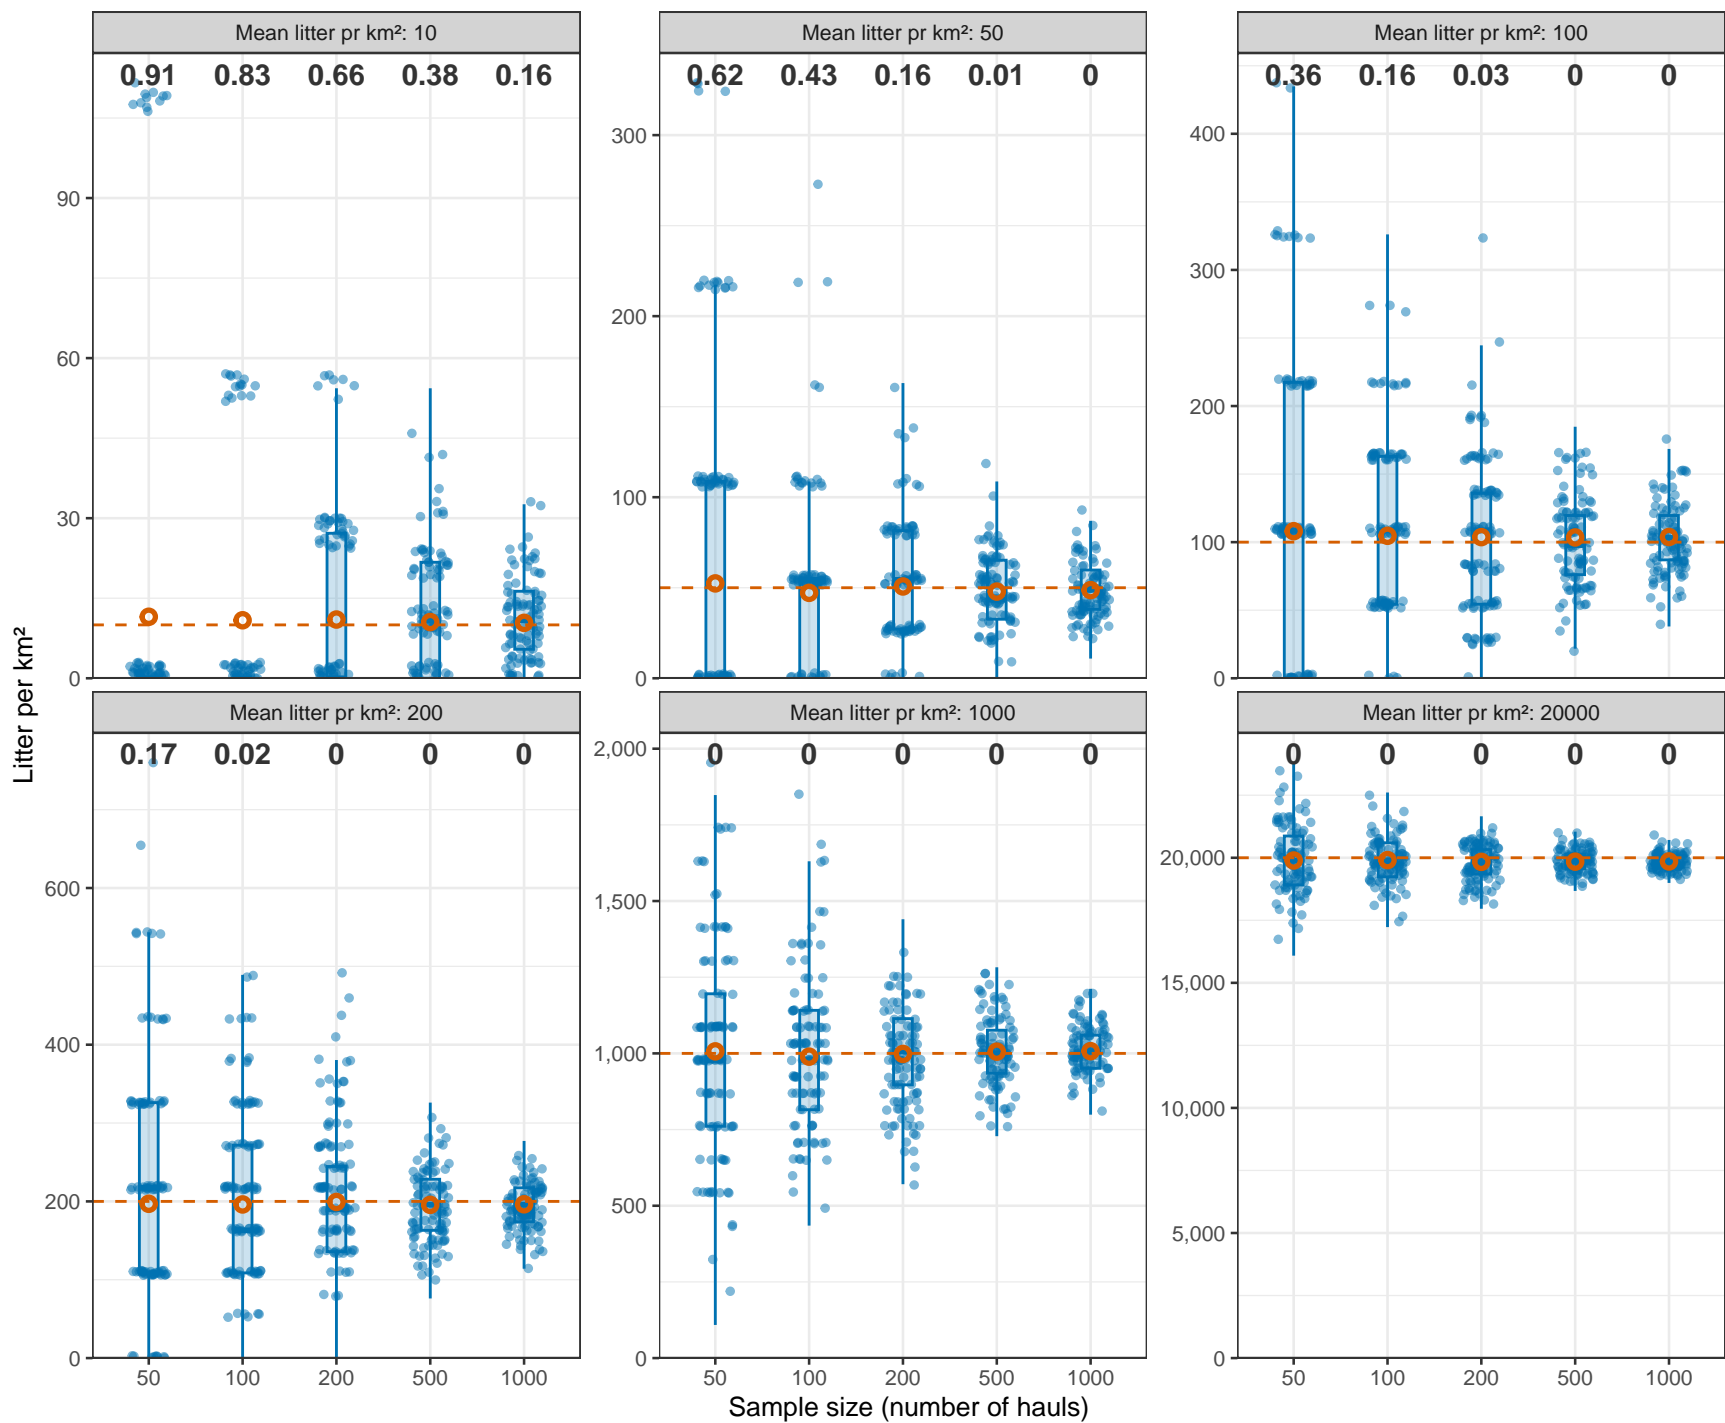 Mean litter pr km²: 10
Mean litter pr km²: 50
Mean litter pr km²: 100
0.91 0.83 0.66 0.38 0.16
0.62 0.43 0.16 0.01 0
0.36 0.16 0.03 0 0
90
60
30
0
300
200
100
0
400
300
200
100
0
Litter per km²
Mean litter pr km²: 200
Mean litter pr km²: 1000
Mean litter pr km²: 20000
0.17 0.02 0 0 0
0 0 0 0 0
0 0 0 0 0
600
400
200
0
2,000
1,500
1,000
500
0
20,000
15,000
10,000
5,000
0
50 100 200 500 1000
50 100 200 500 1000
50 100 200 500 1000
Sample size (number of hauls)